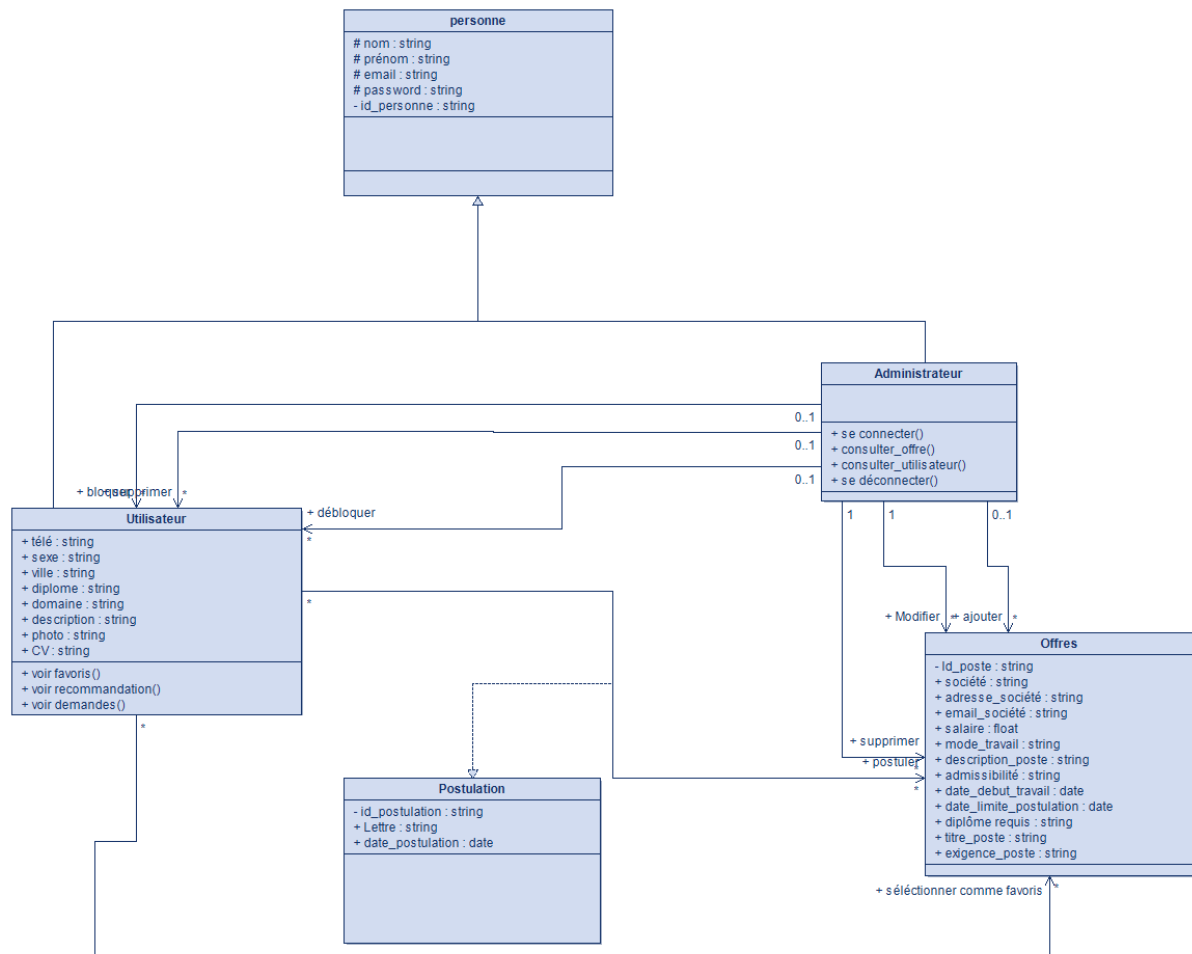 personne
# nom : string
# prénom : string
# email : string
# password : string
- id_personne : string
Administrateur
+ se connecter()
+ consulter_offre()
+ consulter_utilisateur()
+ se déconnecter()
0..1
0..1
0..1
+ bloquer
*
+ supprimer
*
+ débloquer
*
Utilisateur
+ télé : string
+ sexe : string
+ ville : string
+ diplome : string
+ domaine : string
+ description : string
+ photo : string
+ CV : string
+ voir favoris()
+ voir recommandation()
+ voir demandes()
*
*
1
1
0..1
+ Modifier
*
+ ajouter
*
Offres
- Id_poste : string
+ société : string
+ adresse_société : string
+ email_société : string
+ salaire : float
+ mode_travail : string
+ description_poste : string
+ admissibilité : string
+ date_debut_travail : date
+ date_limite_postulation : date
+ diplôme requis : string
+ titre_poste : string
+ exigence_poste : string
+ supprimer
*
+ postuler
*
Postulation
- id_postulation : string
+ Lettre : string
+ date_postulation : date
+ séléctionner comme favoris
*